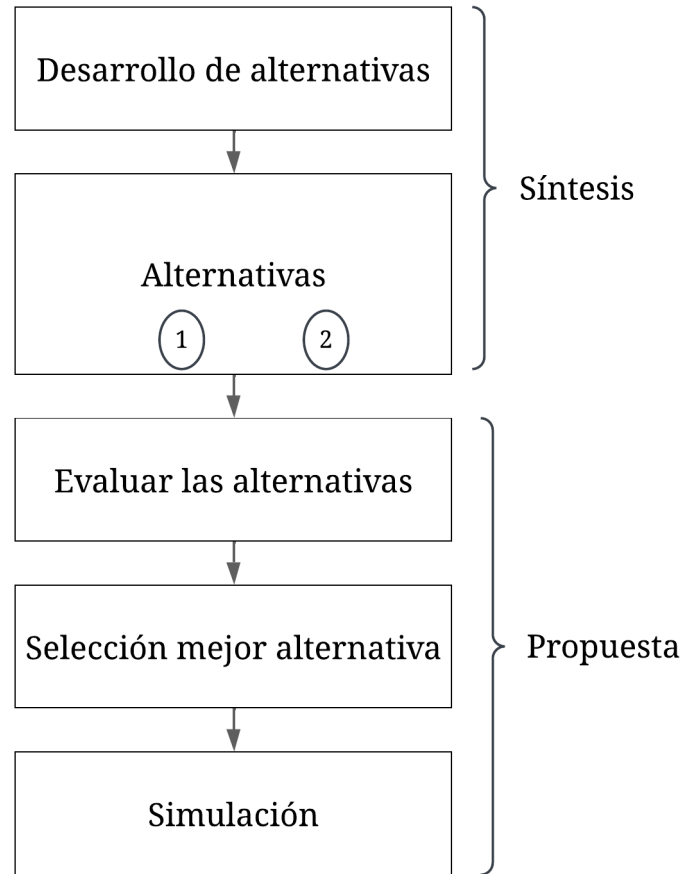 Desarrollo de alternativas
Síntesis
Alternativas
1
2
Evaluar las alternativas
Selección mejor alternativa
Propuesta
Simulación